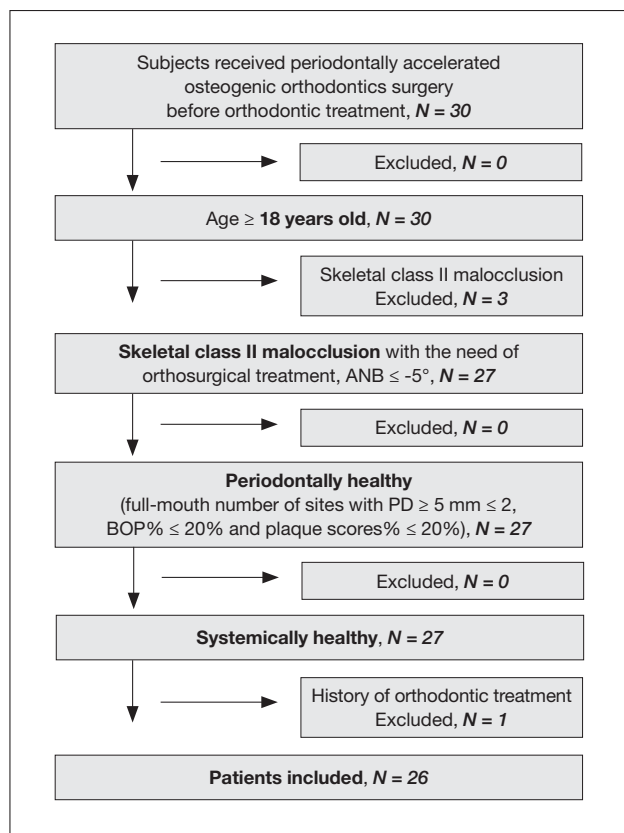 Subjects received periodontally accelerated
osteogenic orthodontics surgery
before orthodontic treatment, N = 30
Excluded, N = 0
Age ≥ 18 years old, N = 30
Skeletal class II malocclusion
Excluded, N = 3
Skeletal class II malocclusion with the need of
orthosurgical treatment, ANB ≤ -5°, N = 27
Excluded, N = 0
Periodontally healthy
(full-mouth number of sites with PD ≥ 5 mm ≤ 2,
BOP% ≤ 20% and plaque scores% ≤ 20%), N = 27
Excluded, N = 0
Systemically healthy, N = 27
History of orthodontic treatment
Excluded, N = 1
Patients included, N = 26